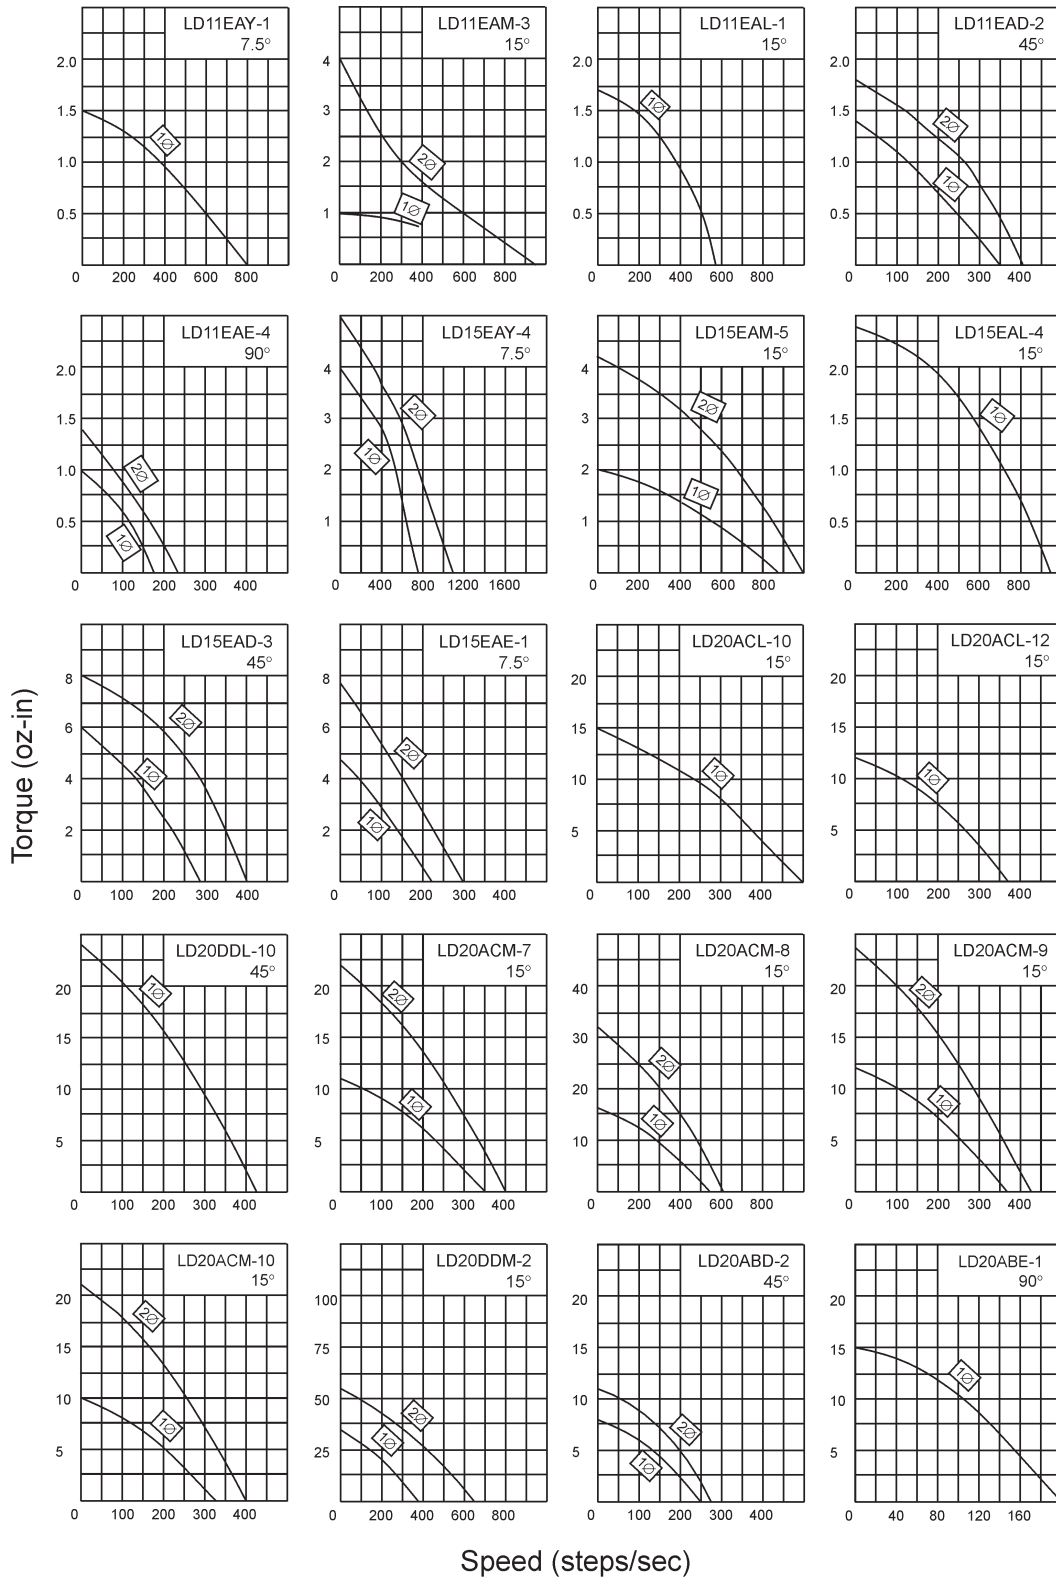 LD11EAY-1
7.5°
2.0
1.5
1.0
0.5
1Ø
0 200 400 600 800
LD11EAM-3
15°
4
3
2
1
2Ø
1Ø
0 200 400 600 800
LD11EAL-1
15°
2.0
1.5
1.0
0.5
1Ø
0 200 400 600 800
LD11EAD-2
45°
2.0
1.5
1.0
0.5
2Ø
1Ø
0 100 200 300 400
LD11EAE-4
90°
2.0
1.5
1.0
0.5
2Ø
1Ø
0 100 200 300 400
LD15EAY-4
7.5°
4
3
2
1
2Ø
1Ø
0 400 800 1200 1600
LD15EAM-5
15°
4
3
2
1
2Ø
1Ø
0 200 400 600 800
LD15EAL-4
15°
2.0
1.5
1.0
0.5
1Ø
0 200 400 600 800
Torque (oz-in)
LD15EAD-3
45°
8
6
4
2
2Ø
1Ø
0 100 200 300 400
LD15EAE-1
7.5°
8
6
4
2
2Ø
1Ø
0 100 200 300 400
LD20ACL-10
15°
20
15
10
5
1Ø
0 100 200 300 400
LD20ACL-12
15°
20
15
10
5
1Ø
0 100 200 300 400
LD20DDL-10
45°
20
15
10
5
1Ø
0 100 200 300 400
LD20ACM-7
15°
20
15
10
5
2Ø
1Ø
0 100 200 300 400
LD20ACM-8
15°
40
30
20
10
2Ø
1Ø
0 200 400 600 800
LD20ACM-9
15°
20
15
10
5
2Ø
1Ø
0 100 200 300 400
LD20ACM-10
15°
20
15
10
5
2Ø
1Ø
0 100 200 300 400
LD20DDM-2
15°
100
75
50
25
2Ø
1Ø
0 200 400 600 800
LD20ABD-2
45°
20
15
10
5
2Ø
1Ø
0 100 200 300 400
LD20ABE-1
90°
20
15
10
5
1Ø
0 40 80 120 160
Speed (steps/sec)